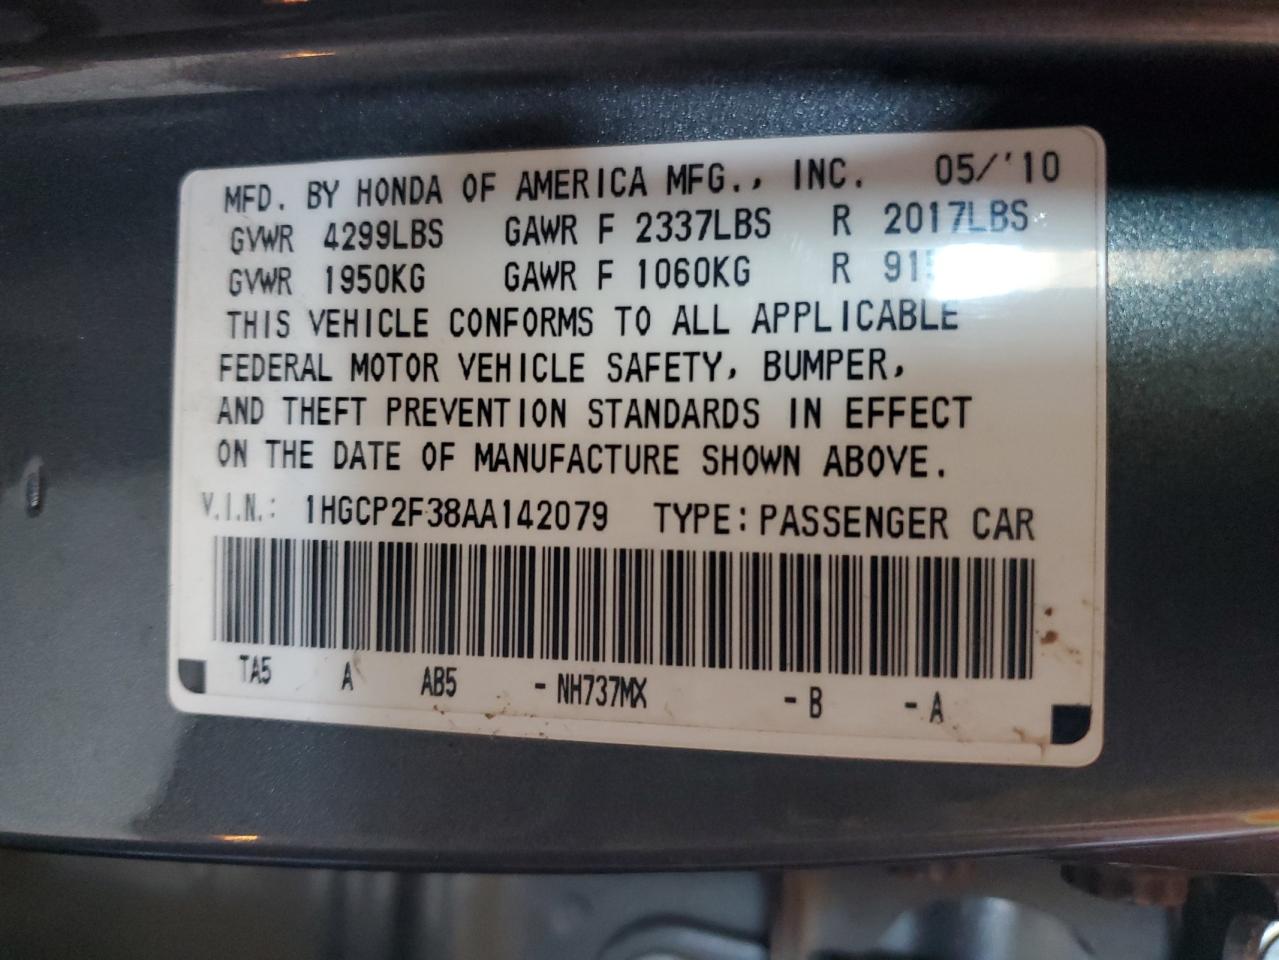 MFD. BY HONDA OF AMERICA MFG., INC. 05/'10
GVWR 4299LBS GAWR F 2337LBS R 2017LBS
GVWR 1950KG GAWR F 1060KG R
THIS VEHICLE CONFORMS TO ALL APPLICABLE
FEDERAL MOTOR VEHICLE SAFETY, BUMPER,
AND THEFT PREVENTION STANDARDS IN EFFECT
ON THE DATE OF MANUFACTURE SHOWN ABOVE.
V.I.N.: 1HGCP2F38AA142079 TYPE: PASSENGER CAR
TA5 A AB5 - NH737MX - B - A